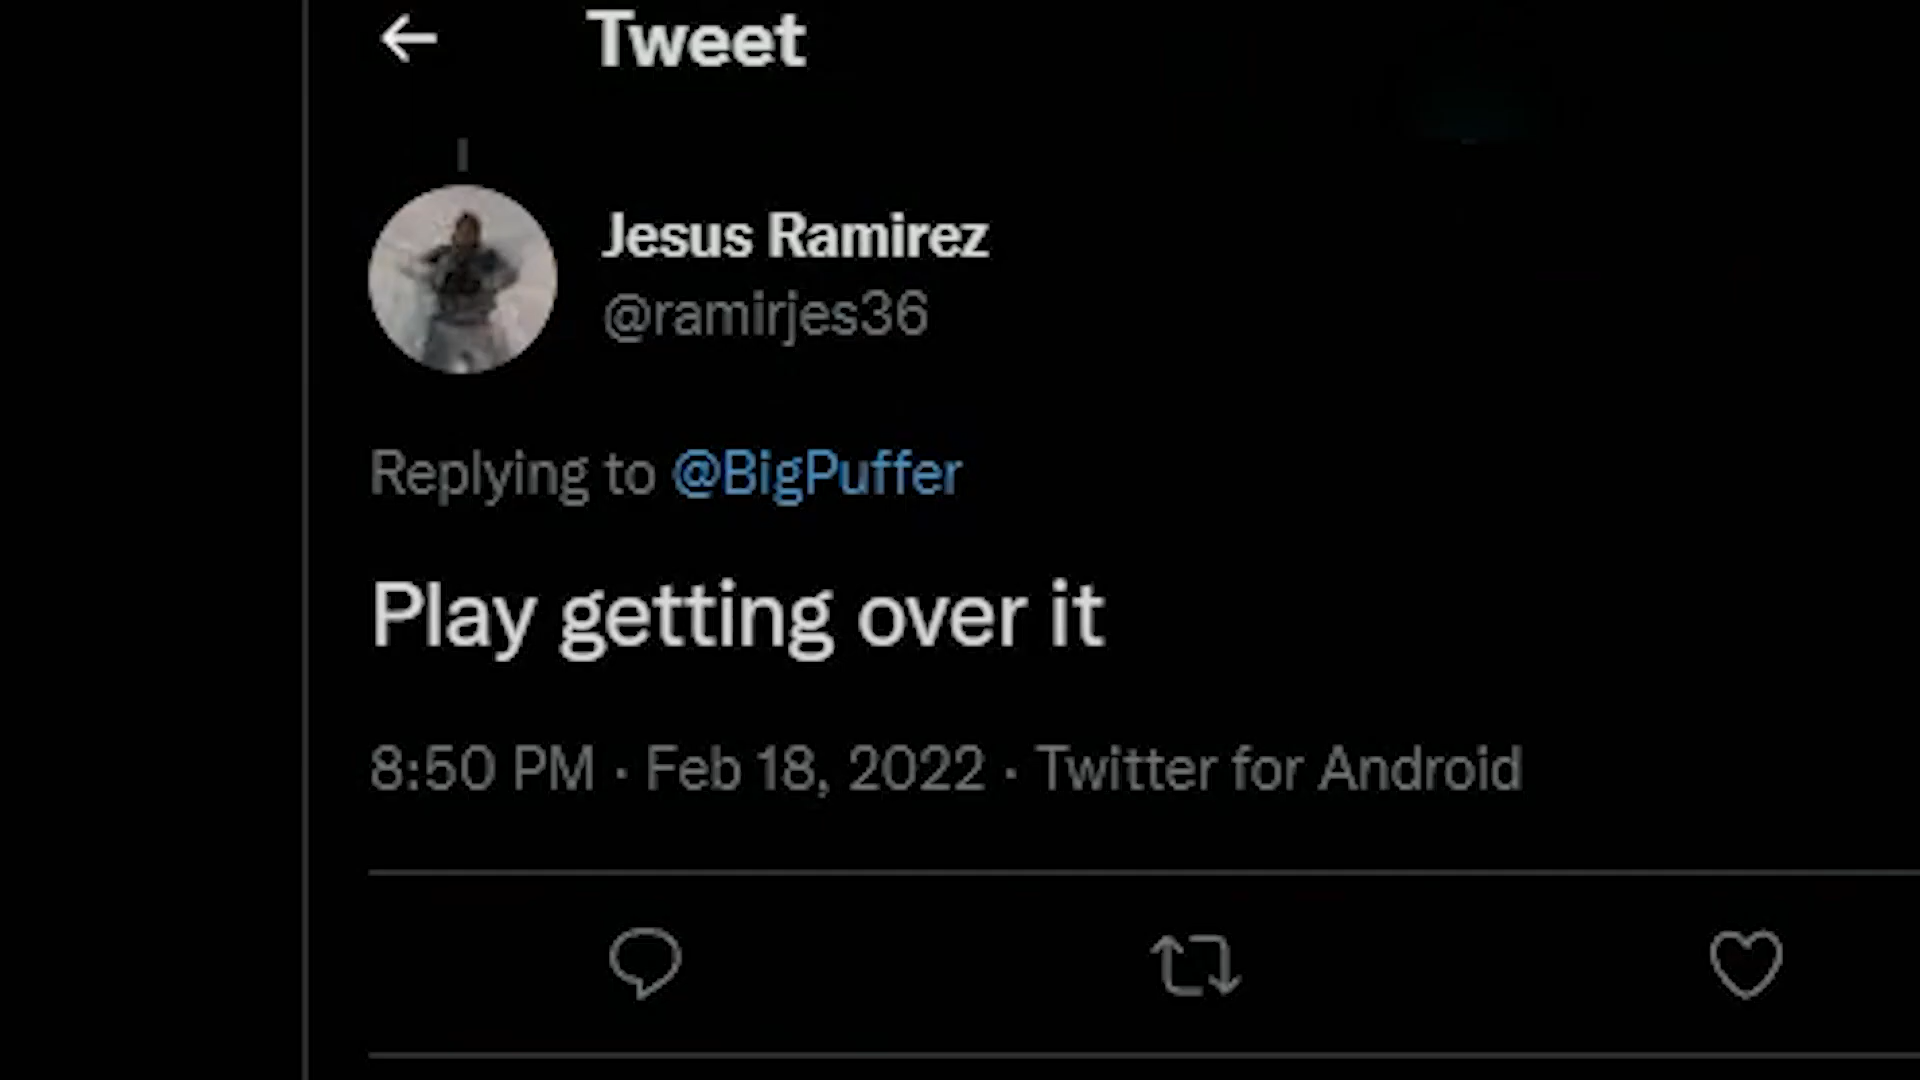 Tweet
Jesus Ramirez
@ramirjes36
Replying to @BigPuffer
Play getting over it
8:50 PM · Feb 18, 2022 · Twitter for Android